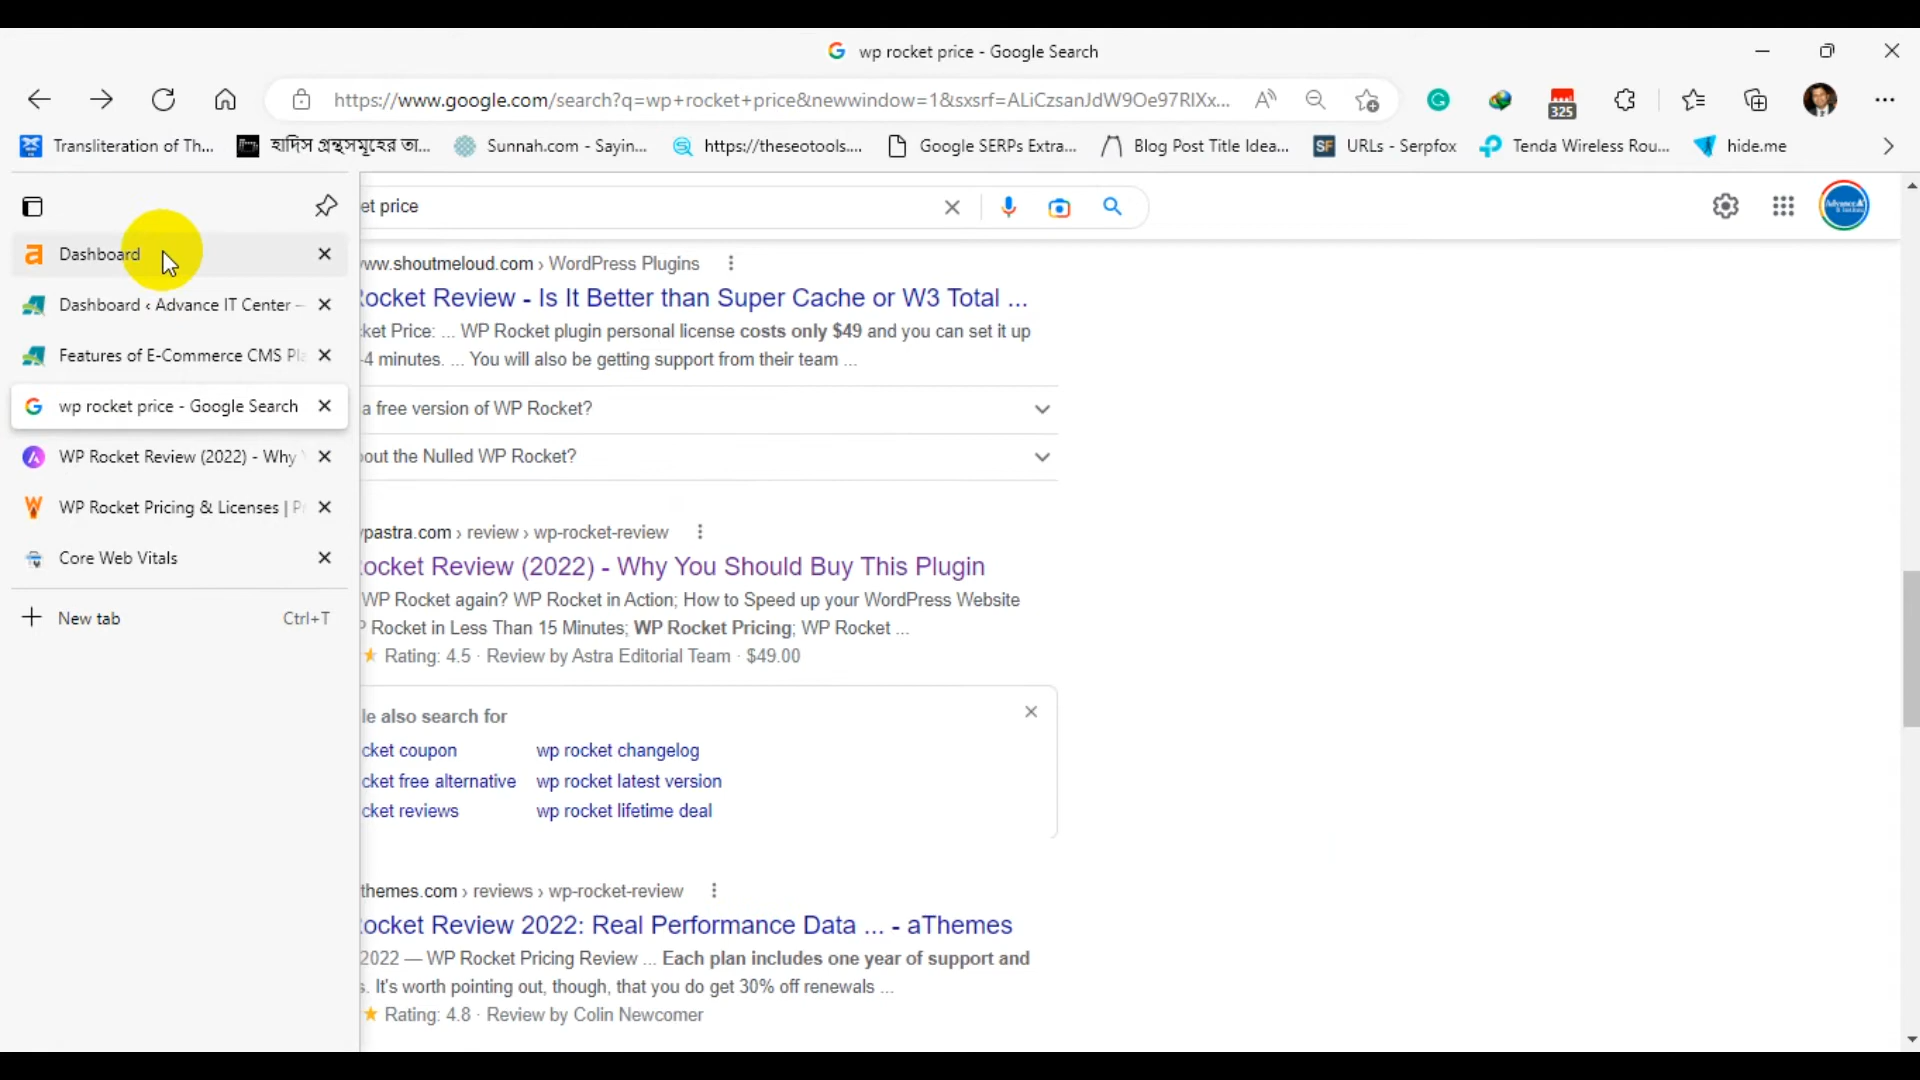 wp rocket price - Google Search
https://www.google.com/search?q=wp+rocket+price&newwindow=1&sxsrf=ALiCzsanJdW9Oe97RIXx...
325
Transliteration of Th... হাদিস গ্রন্থসমূহের তা... Sunnah.com - Sayin... https://theseotools.... Google SERPs Extra... Blog Post Title Idea... SF URLs - Serpfox Tenda Wireless Rou... hide.me
et price
Dashboard
Dashboard ‹ Advance IT Center –
Features of E-Commerce CMS Pl
wp rocket price - Google Search
WP Rocket Review (2022) - Why
WP Rocket Pricing & Licenses | P
Core Web Vitals
New tab Ctrl+T
ww.shoutmeloud.com › WordPress Plugins
ocket Review - Is It Better than Super Cache or W3 Total ...
ket Price: ... WP Rocket plugin personal license costs only $49 and you can set it up
-4 minutes. ... You will also be getting support from their team ...
a free version of WP Rocket?
out the Nulled WP Rocket?
pastra.com › review › wp-rocket-review
ocket Review (2022) - Why You Should Buy This Plugin
WP Rocket again? WP Rocket in Action; How to Speed up your WordPress Website
Rocket in Less Than 15 Minutes; WP Rocket Pricing; WP Rocket ...
Rating: 4.5 · Review by Astra Editorial Team · $49.00
le also search for
cket coupon wp rocket changelog
cket free alternative wp rocket latest version
cket reviews wp rocket lifetime deal
themes.com › reviews › wp-rocket-review
ocket Review 2022: Real Performance Data ... - aThemes
2022 — WP Rocket Pricing Review ... Each plan includes one year of support and
s. It's worth pointing out, though, that you do get 30% off renewals ...
Rating: 4.8 · Review by Colin Newcomer